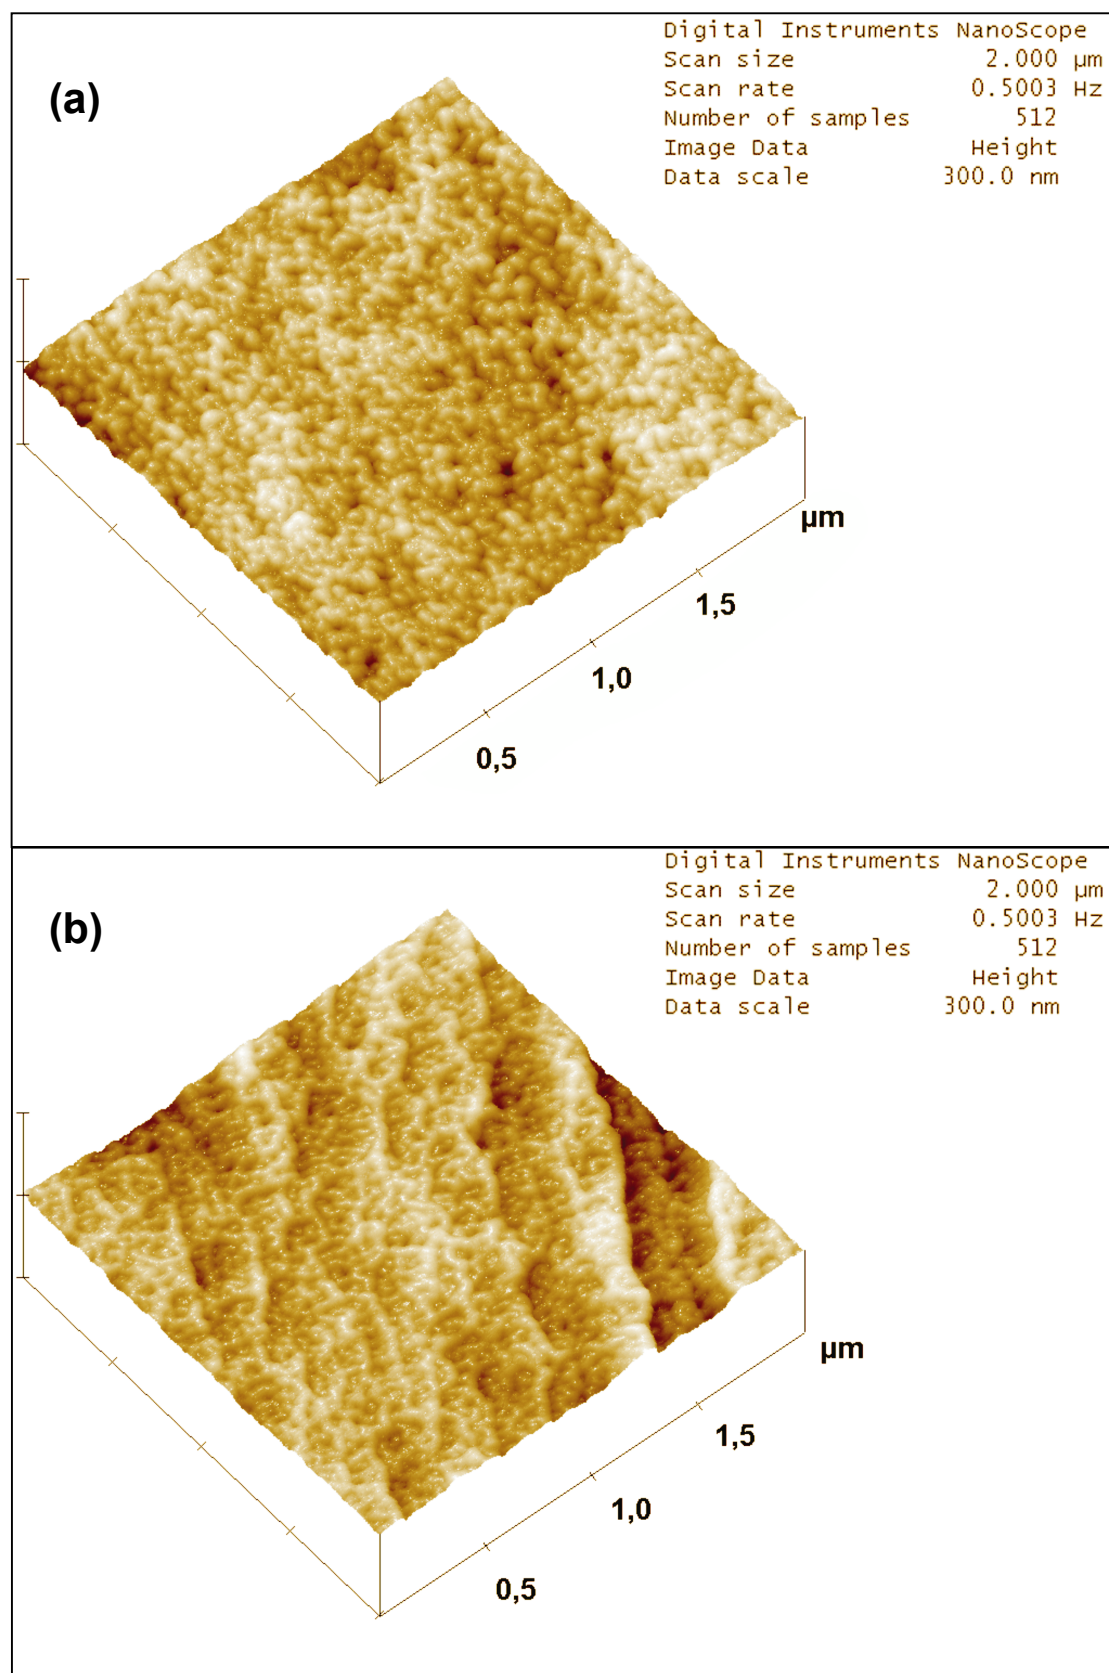 (a)
Digital Instruments NanoScope
Scan size 2.000 µm
Scan rate 0.5003 Hz
Number of samples 512
Image Data Height
Data scale 300.0 nm
µm
1,5
1,0
0,5
(b)
Digital Instruments NanoScope
Scan size 2.000 µm
Scan rate 0.5003 Hz
Number of samples 512
Image Data Height
Data scale 300.0 nm
µm
1,5
1,0
0,5